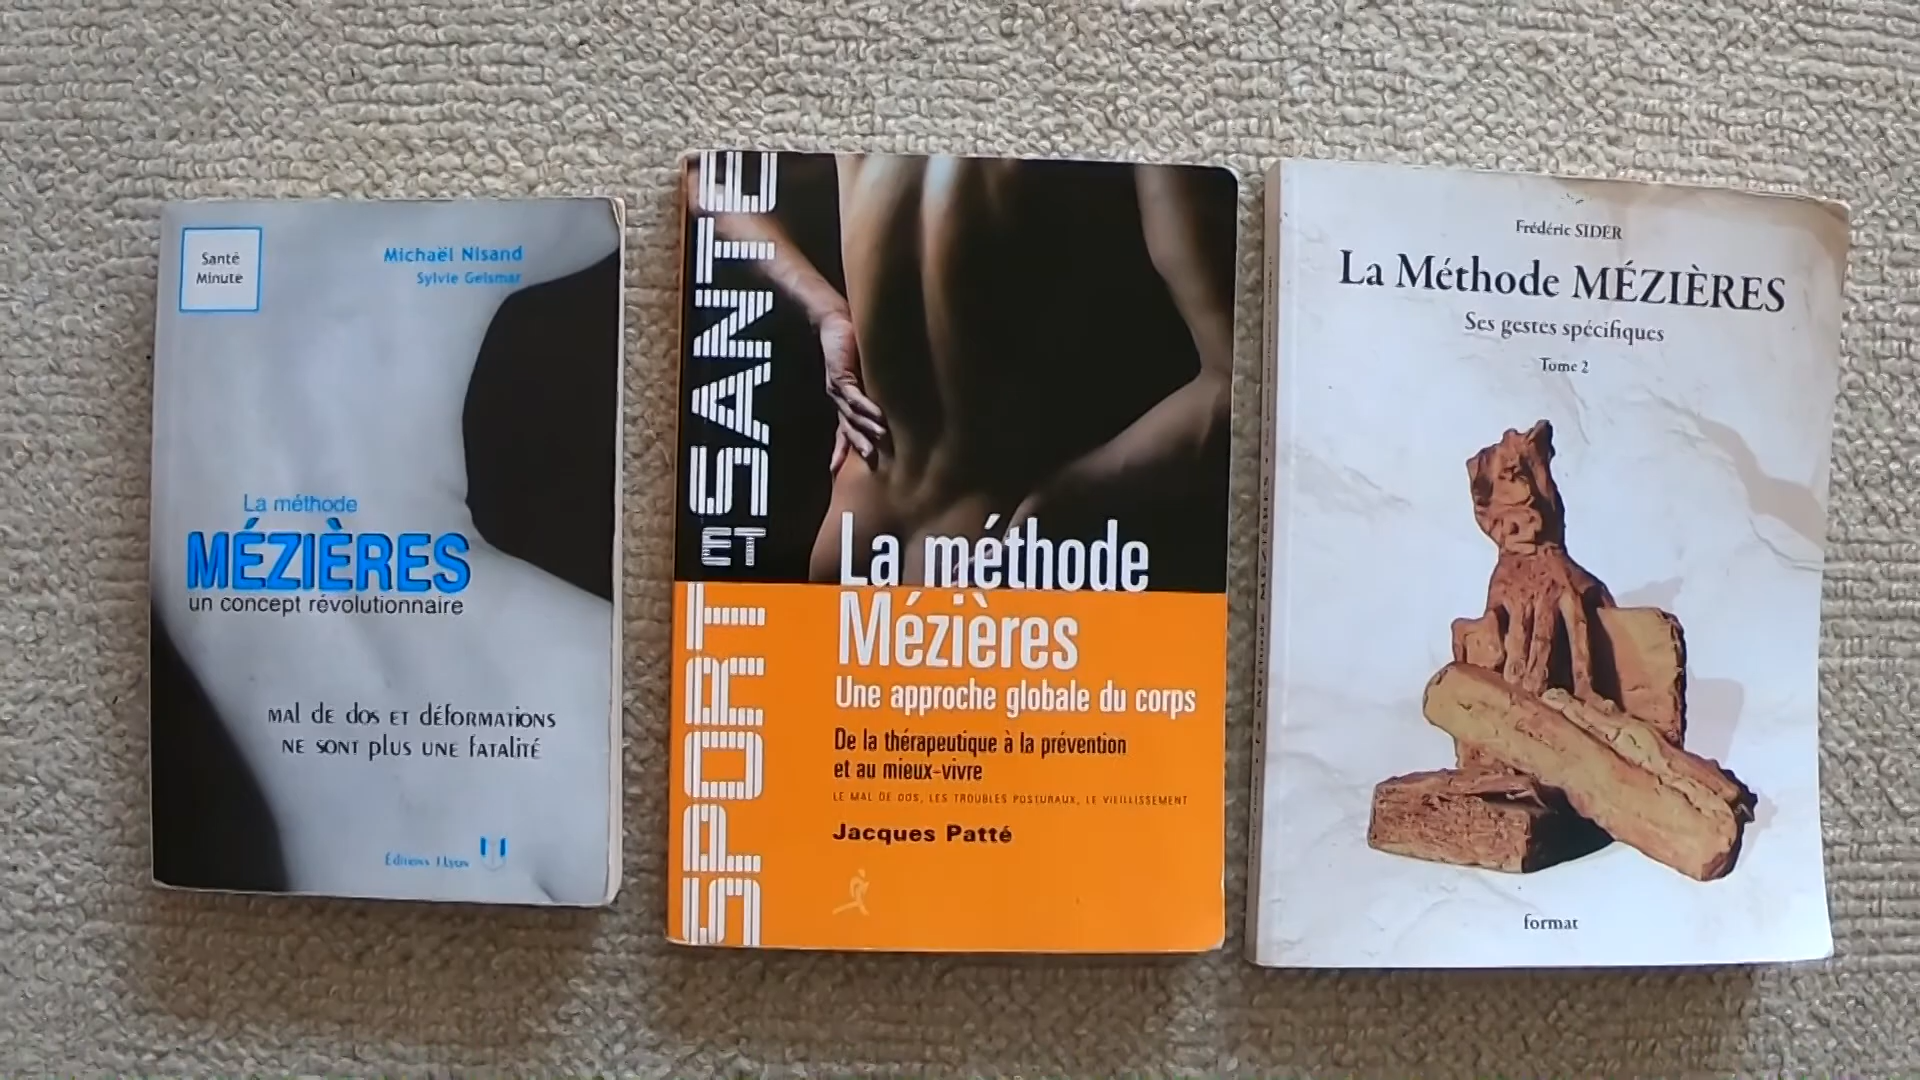 Santé
Minute
Michaël Nisand
Sylvie Geismar
La méthode
MÉZIÈRES
un concept révolutionnaire
MAL DE DOS ET DÉFORMATIONS
NE SONT PLUS UNE FATALITÉ
Éditions
SPORT ET SANTE
La méthode
Mézières
Une approche globale du corps
De la thérapeutique à la prévention
et au mieux-vivre
LE MAL DE DOS, LES TROUBLES POSTURAUX, LE VIEILLISSEMENT
Jacques Patté
Frédéric SIDER
La Méthode MÉZIÈRES
Ses gestes spécifiques
Tome 2
format